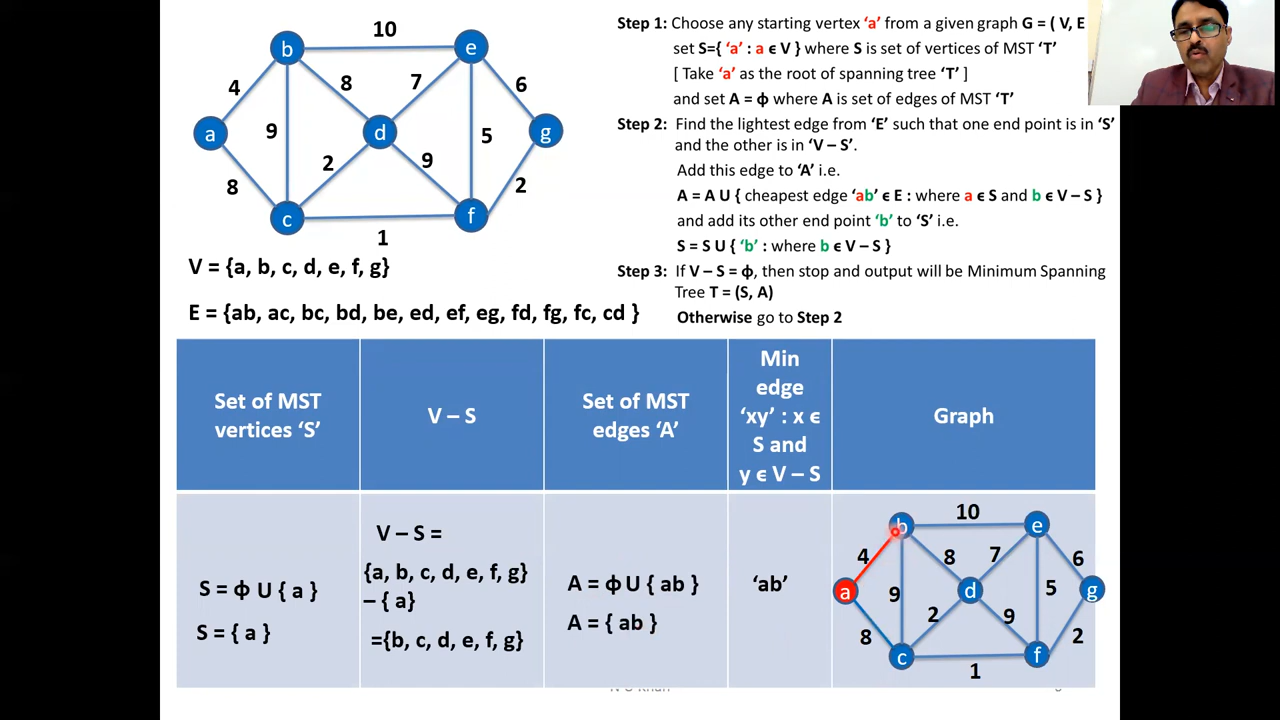 10
b
e
4
8
7
6
a
9
d
5
g
8
2
9
2
c
f
1
V = {a, b, c, d, e, f, g}
E = {ab, ac, bc, bd, be, ed, ef, eg, fd, fg, fc, cd }
Step 1: Choose any starting vertex ‘a’ from a given graph G = ( V, E
set S={ ‘a’ : a ϵ V } where S is set of vertices of MST ‘T’
[ Take ‘a’ as the root of spanning tree ‘T’ ]
and set A = ϕ where A is set of edges of MST ‘T’
Step 2: Find the lightest edge from ‘E’ such that one end point is in ‘S’
and the other is in ‘V – S’.
Add this edge to ‘A’ i.e.
A = A U { cheapest edge ‘ab’ ϵ E : where a ϵ S and b ϵ V – S }
and add its other end point ‘b’ to ‘S’ i.e.
S = S U { ‘b’ : where b ϵ V – S }
Step 3: If V – S = ϕ, then stop and output will be Minimum Spanning
Tree T = (S, A)
Otherwise go to Step 2
Set of MST
vertices ‘S’
V – S
Set of MST
edges ‘A’
Min
edge
‘xy’ : x ϵ
S and
y ϵ V – S
Graph
S = ϕ U { a }
S = { a }
V – S =
{a, b, c, d, e, f, g}
– { a}
={b, c, d, e, f, g}
A = ϕ U { ab }
A = { ab }
‘ab’
10
b
e
4
8
7
6
a
9
d
5
g
8
2
9
2
c
f
1